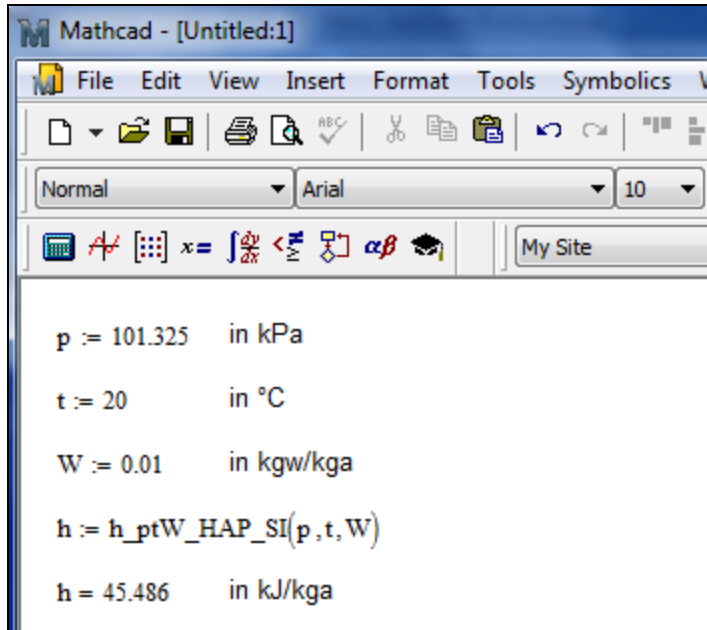 Mathcad - [Untitled:1]
File Edit View Insert Format Tools Symbolics
Normal Arial 10
x= αβ My Site
p := 101.325 in kPa
t := 20 in °C
W := 0.01 in kgw/kga
h := h_ptW_HAP_SI(p,t,W)
h = 45.486 in kJ/kga